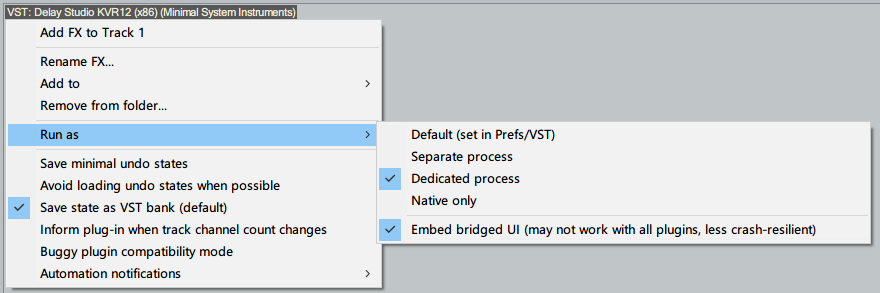 VST: Delay Studio KVR12 (x86) (Minimal System Instruments)
Add FX to Track 1
Rename FX...
Add to
Remove from folder...
Run as
Save minimal undo states
Avoid loading undo states when possible
Save state as VST bank (default)
Inform plug-in when track channel count changes
Buggy plugin compatibility mode
Automation notifications
Default (set in Prefs/VST)
Separate process
Dedicated process
Native only
Embed bridged UI (may not work with all plugins, less crash-resilient)